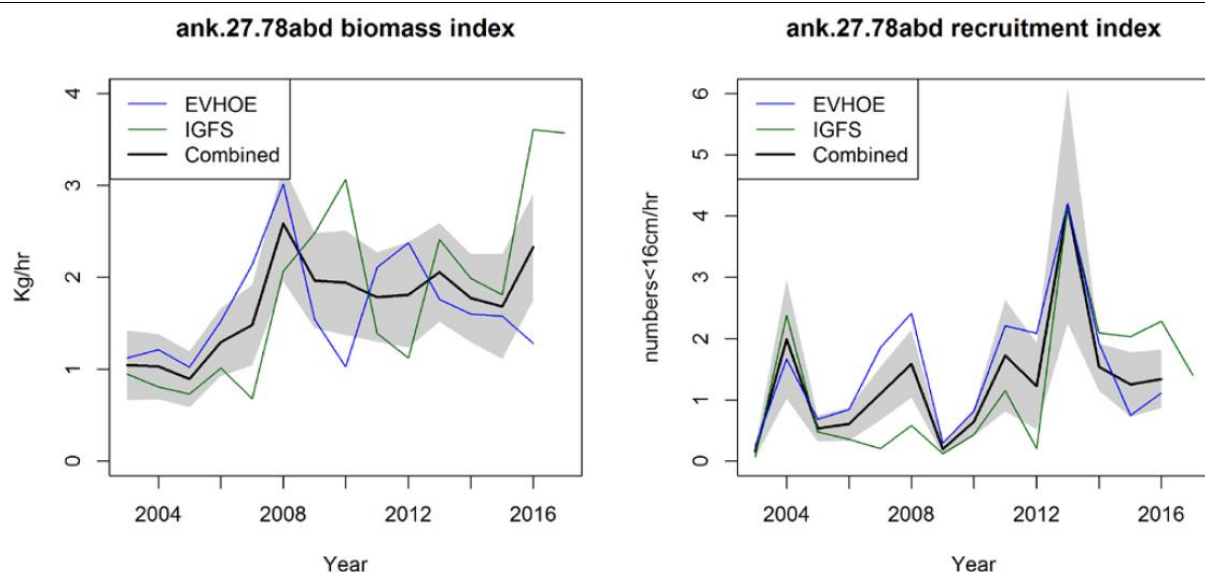 ank.27.78abd biomass index
EVHOE
IGFS
Combined
Kg/hr
4
3
2
1
0
2004 2008 2012 2016
Year
ank.27.78abd recruitment index
EVHOE
IGFS
Combined
numbers<16cm/hr
6
5
4
3
2
1
0
2004 2008 2012 2016
Year